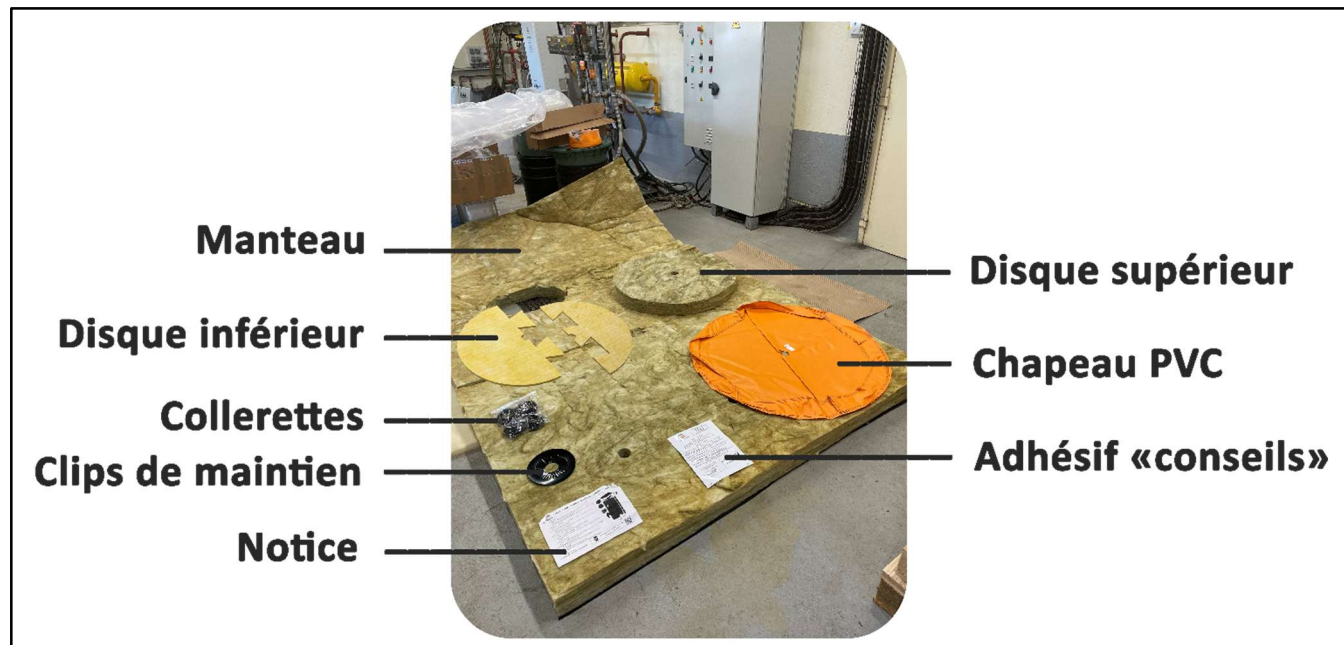 Manteau
Disque inférieur
Collerettes
Clips de maintien
Notice
Disque supérieur
Chapeau PVC
Adhésif «conseils»